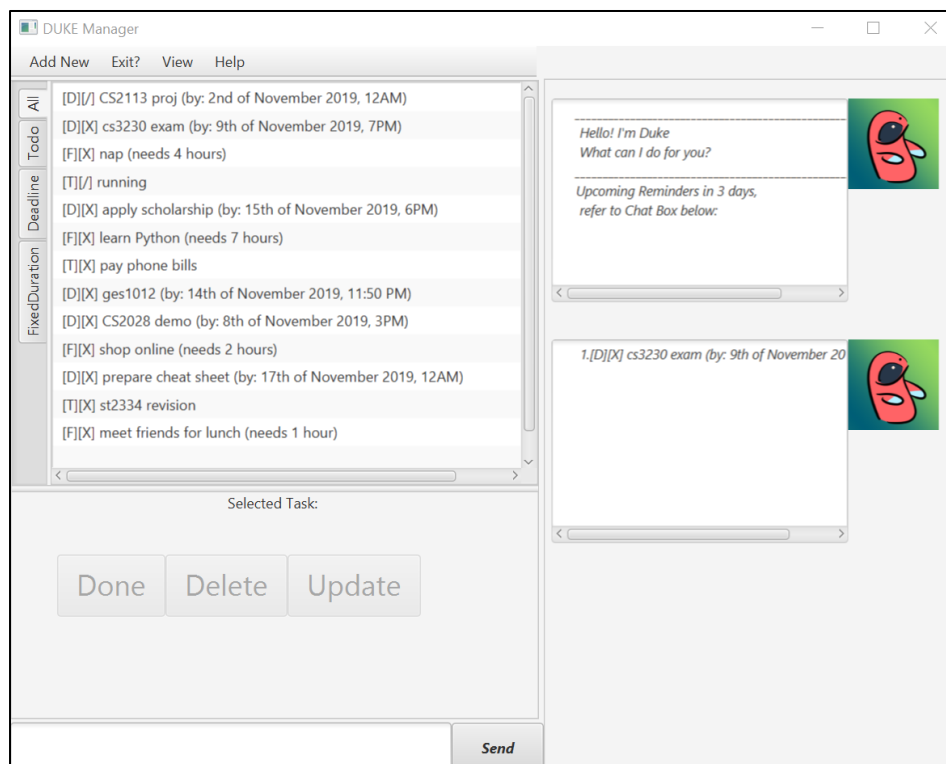 DUKE Manager
Add New Exit? View Help
All
Todo
Deadline
FixedDuration
[D][/] CS2113 proj (by: 2nd of November 2019, 12AM)
[D][X] cs3230 exam (by: 9th of November 2019, 7PM)
[F][X] nap (needs 4 hours)
[T][/] running
[D][X] apply scholarship (by: 15th of November 2019, 6PM)
[F][X] learn Python (needs 7 hours)
[T][X] pay phone bills
[D][X] ges1012 (by: 14th of November 2019, 11:50 PM)
[D][X] CS2028 demo (by: 8th of November 2019, 3PM)
[F][X] shop online (needs 2 hours)
[D][X] prepare cheat sheet (by: 17th of November 2019, 12AM)
[T][X] st2334 revision
[F][X] meet friends for lunch (needs 1 hour)
Selected Task:
Done Delete Update
Send
Hello! I'm Duke
What can I do for you?
Upcoming Reminders in 3 days,
refer to Chat Box below:
1.[D][X] cs3230 exam (by: 9th of November 20